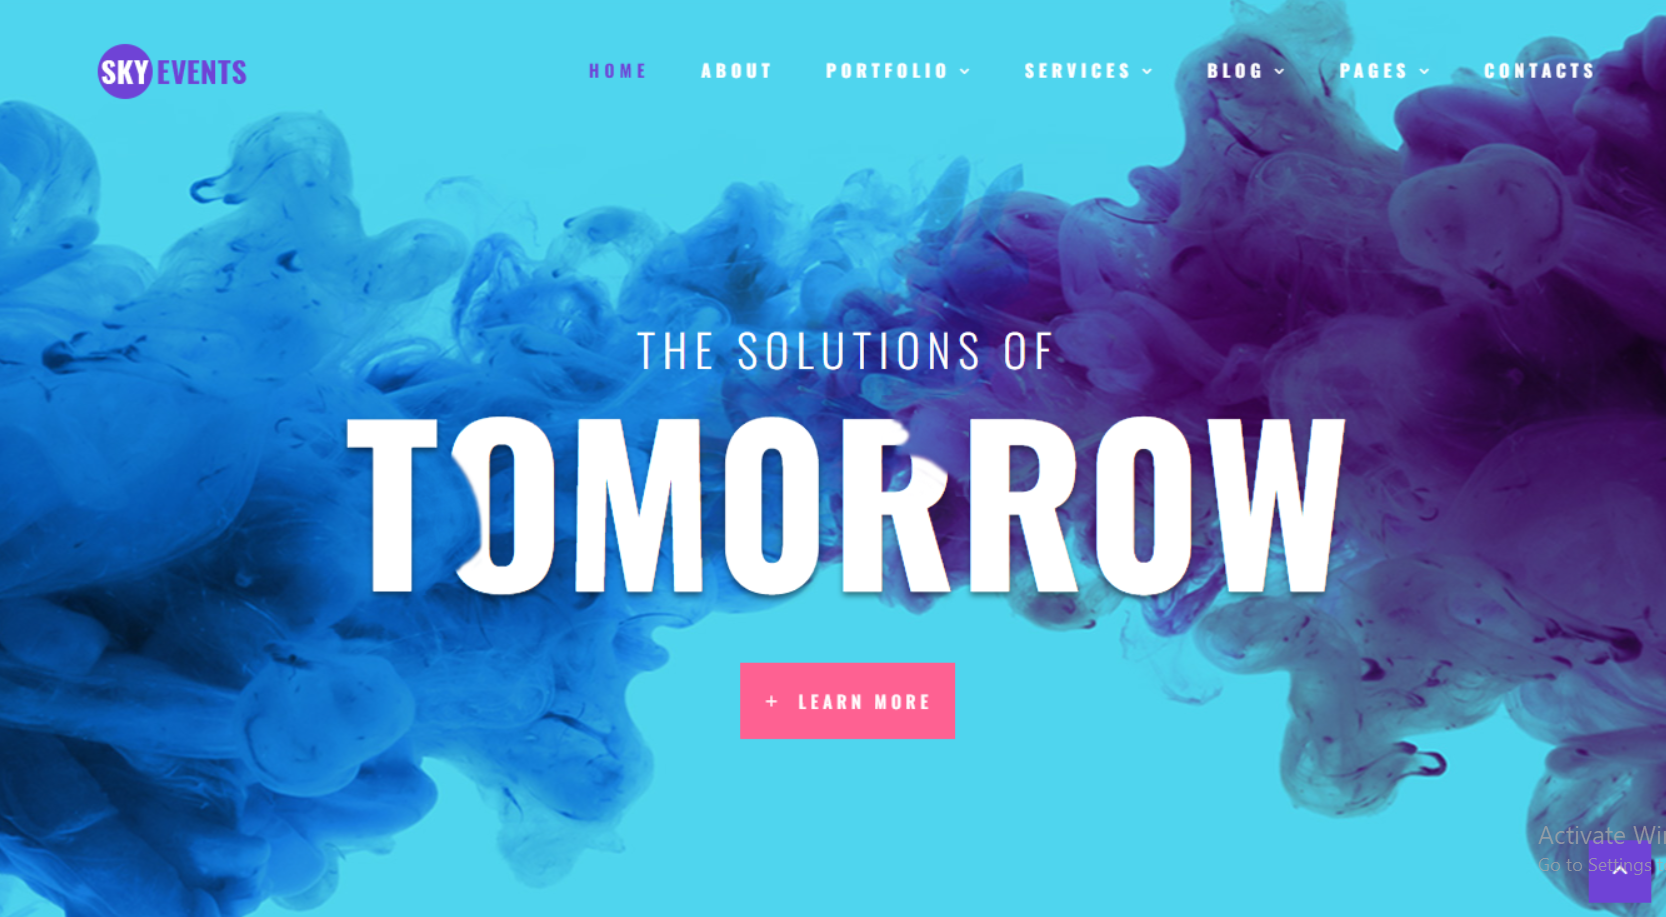 SKY EVENTS
HOME ABOUT PORTFOLIO SERVICES BLOG PAGES CONTACTS
THE SOLUTIONS OF
TOMORROW
+ LEARN MORE
Activate Wi
Go to Settings